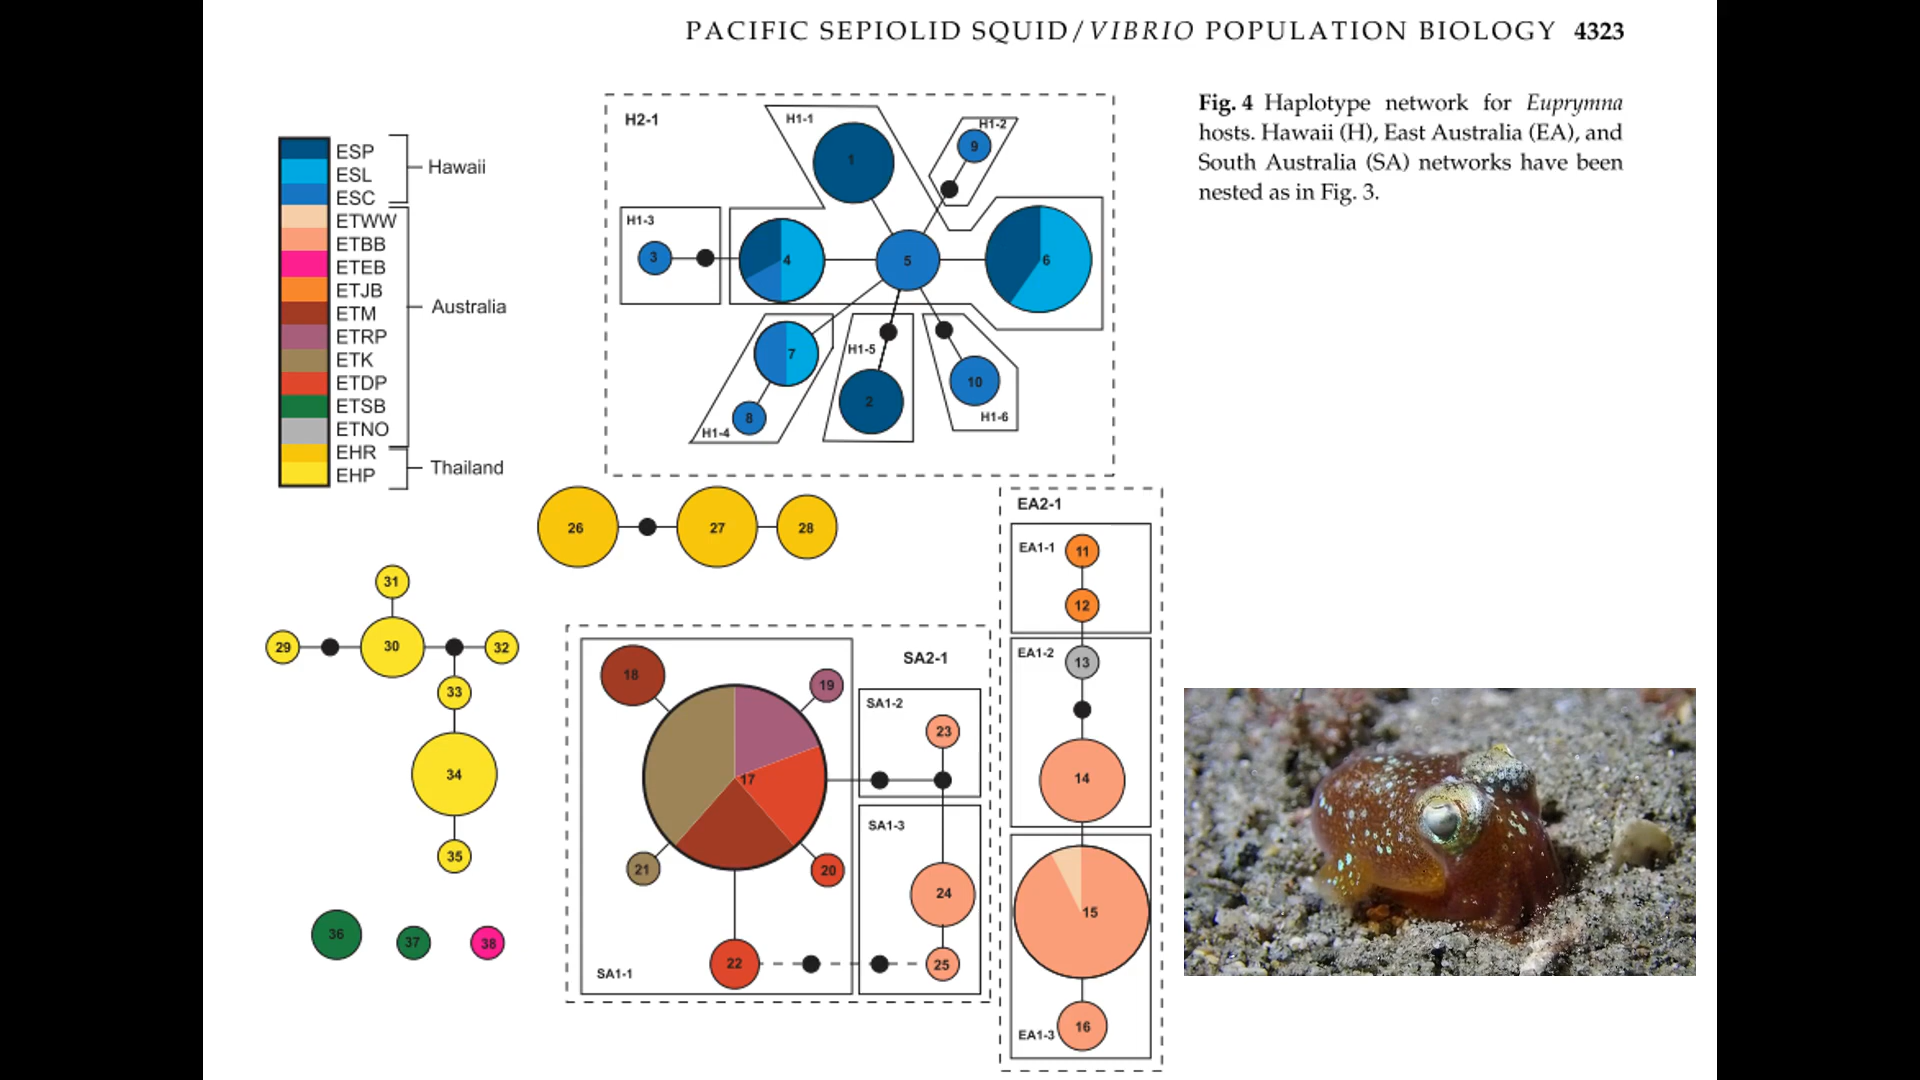 PACIFIC SEPIOLID SQUID/VIBRIO POPULATION BIOLOGY 4323
Fig. 4 Haplotype network for Euprymna
hosts. Hawaii (H), East Australia (EA), and
South Australia (SA) networks have been
nested as in Fig. 3.
ESP
ESL
ESC
Hawaii
ETWW
ETBB
ETEB
ETJB
ETM
ETRP
ETK
ETDP
ETSB
ETNO
Australia
EHR
EHP
Thailand
H2-1
H1-1
1
H1-2
9
H1-3
3
4
5
6
7
8
H1-4
H1-5
2
10
H1-6
26
27
28
31
29
30
32
33
34
35
36
37
38
SA2-1
18
19
17
21
20
22
SA1-1
SA1-2
23
SA1-3
24
25
EA2-1
EA1-1
11
12
EA1-2
13
14
15
EA1-3
16